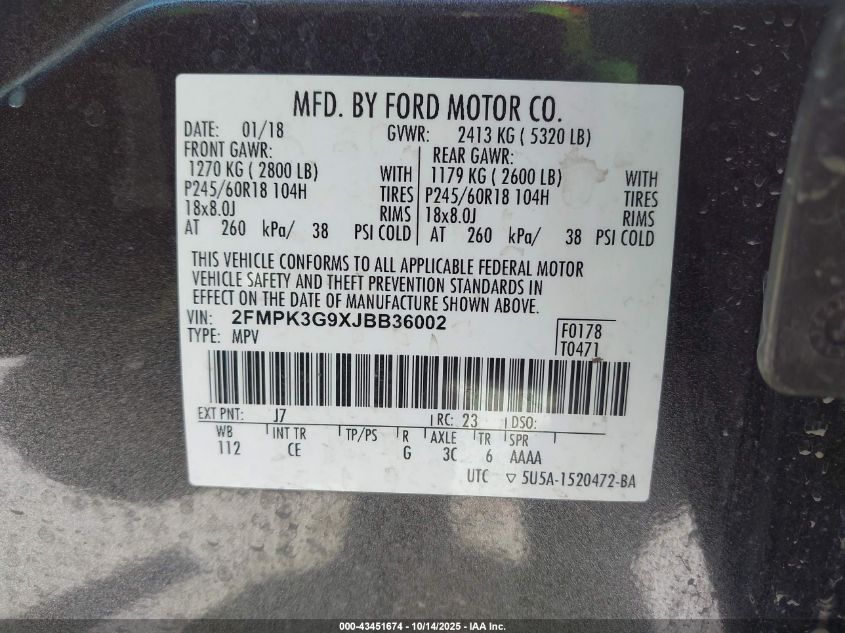 MFD. BY FORD MOTOR CO.
DATE: 01/18 GVWR: 2413 KG ( 5320 LB)
FRONT GAWR: REAR GAWR:
1270 KG ( 2800 LB) WITH 1179 KG ( 2600 LB) WITH
P245/60R18 104H TIRES P245/60R18 104H TIRES
18x8.0J RIMS 18x8.0J RIMS
AT 260 kPa/ 38 PSI COLD AT 260 kPa/ 38 PSI COLD
THIS VEHICLE CONFORMS TO ALL APPLICABLE FEDERAL MOTOR
VEHICLE SAFETY AND THEFT PREVENTION STANDARDS IN
EFFECT ON THE DATE OF MANUFACTURE SHOWN ABOVE.
VIN: 2FMPK3G9XJBB36002 F0178
TYPE: MPV T0471
EXT PNT: J7 RC: 23 DSO:
WB INT TR TP/PS R AXLE TR SPR
112 CE G 3C 6 AAAA
UTC ▽ 5U5A-1520472-BA
000-43451674 - 10/14/2025 - IAA Inc.